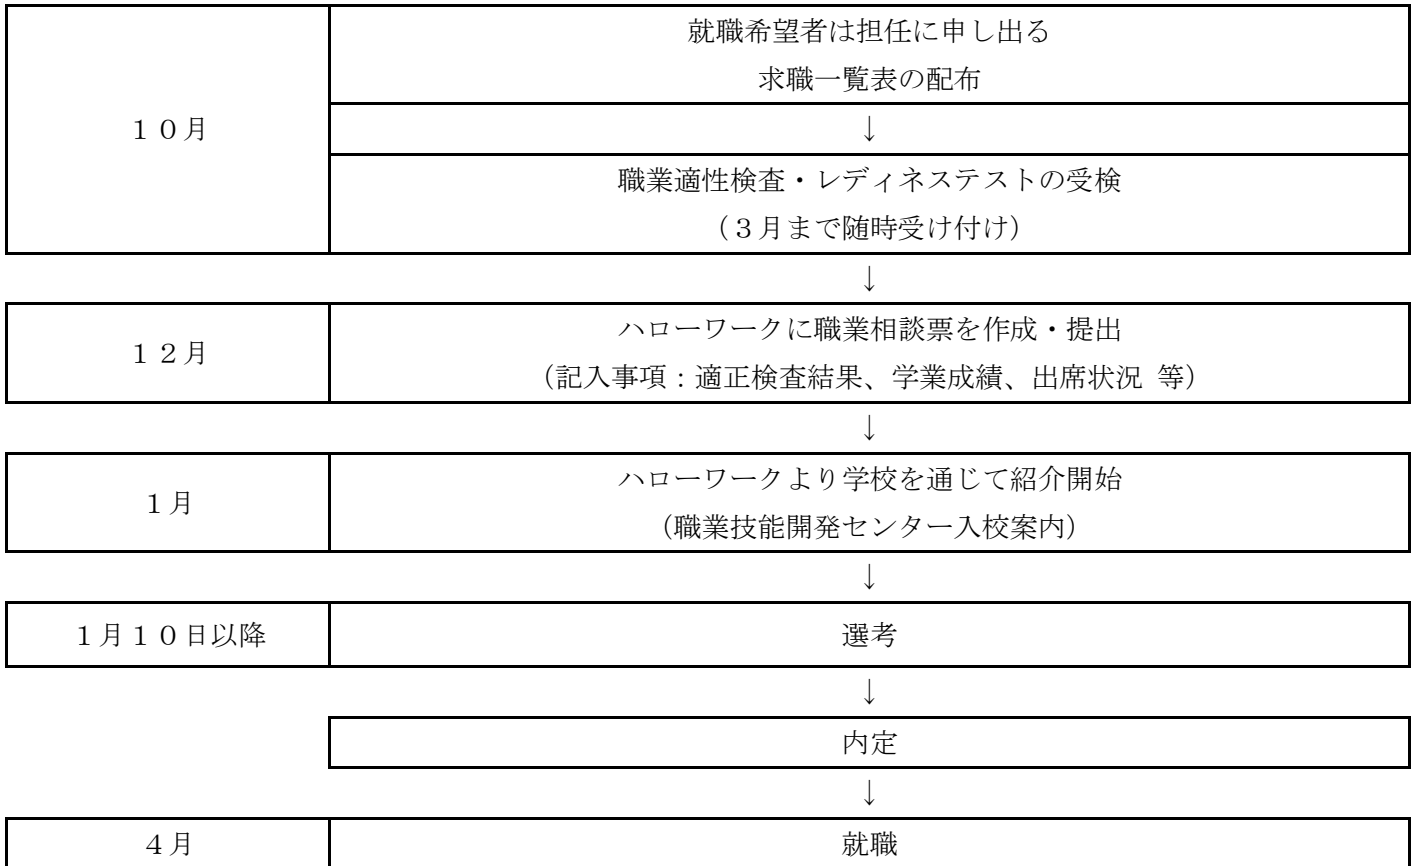 就職希望者は担任に申し出る
求職一覧表の配布
１０月
↓
職業適性検査・レディネステストの受検
（３月まで随時受け付け）
↓
１２月
ハローワークに職業相談票を作成・提出
（記入事項：適正検査結果、学業成績、出席状況 等）
↓
１月
ハローワークより学校を通じて紹介開始
（職業技能開発センター入校案内）
↓
１月１０日以降
選考
↓
内定
↓
４月
就職